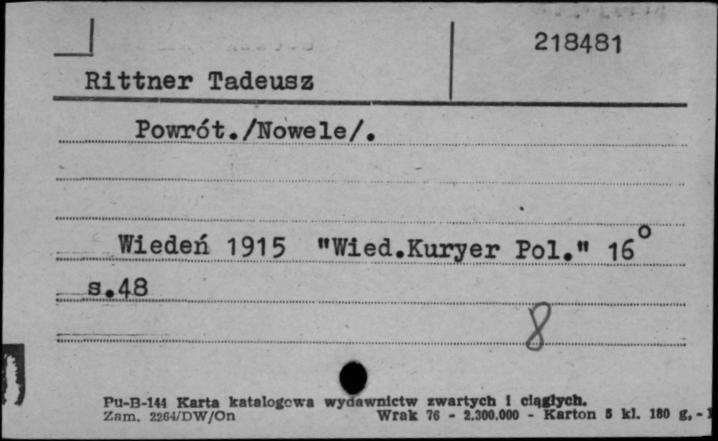 218481
Rittner Tadeusz
Powrót./Nowele/.
Wiedeń 1915 "Wied.Kuryer Pol." 16°
s.48
8
Pu-B-144 Karta katalogowa wydawnictw zwartych i ciągłych.
Zam. 2264/DW/On Wrak 76 - 2.300.000 - Karton 5 kl. 180 g, -